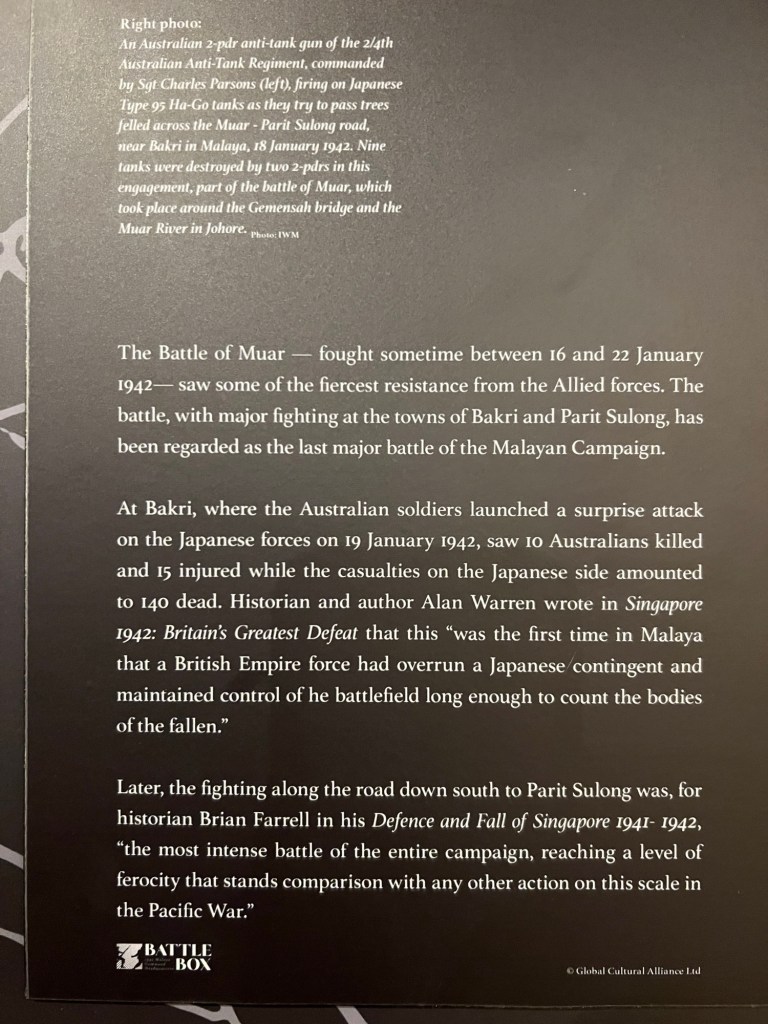 Right photo:
An Australian 2-pdr anti-tank gun of the 2/4th
Australian Anti-Tank Regiment, commanded
by Sgt Charles Parsons (left), firing on Japanese
Type 95 Ha-Go tanks as they try to pass trees
felled across the Muar - Parit Sulong road,
near Bakri in Malaya, 18 January 1942. Nine
tanks were destroyed by two 2-pdrs in this
engagement, part of the battle of Muar, which
took place around the Gemensah bridge and the
Muar River in Johore. Photo: IWM
The Battle of Muar — fought sometime between 16 and 22 January
1942— saw some of the fiercest resistance from the Allied forces. The
battle, with major fighting at the towns of Bakri and Parit Sulong, has
been regarded as the last major battle of the Malayan Campaign.
At Bakri, where the Australian soldiers launched a surprise attack
on the Japanese forces on 19 January 1942, saw 10 Australians killed
and 15 injured while the casualties on the Japanese side amounted
to 140 dead. Historian and author Alan Warren wrote in Singapore
1942: Britain's Greatest Defeat that this “was the first time in Malaya
that a British Empire force had overrun a Japanese contingent and
maintained control of he battlefield long enough to count the bodies
of the fallen.”
Later, the fighting along the road down south to Parit Sulong was, for
historian Brian Farrell in his Defence and Fall of Singapore 1941- 1942,
“the most intense battle of the entire campaign, reaching a level of
ferocity that stands comparison with any other action on this scale in
the Pacific War.”
BATTLE
BOX
© Global Cultural Alliance Ltd